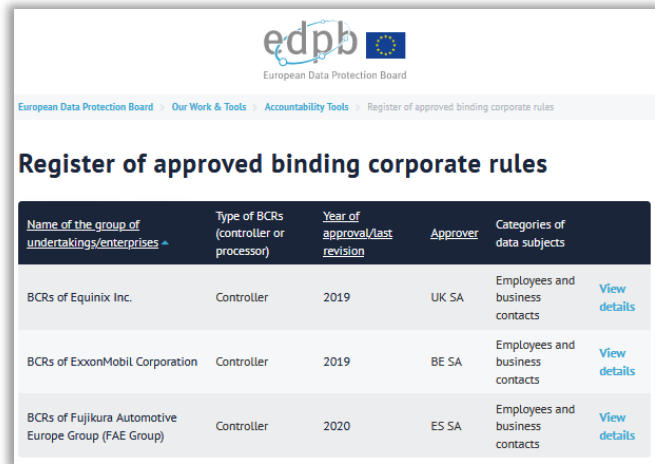 edpb
European Data Protection Board
European Data Protection Board > Our Work & Tools > Accountability Tools > Register of approved binding corporate rules
Register of approved binding corporate rules
Name of the group of undertakings/enterprises Type of BCRs (controller or processor) Year of approval/last revision Approver Categories of data subjects
BCRs of Equinix Inc. Controller 2019 UK SA Employees and business contacts View details
BCRs of ExxonMobil Corporation Controller 2019 BE SA Employees and business contacts View details
BCRs of Fujikura Automotive Europe Group (FAE Group) Controller 2020 ES SA Employees and business contacts View details